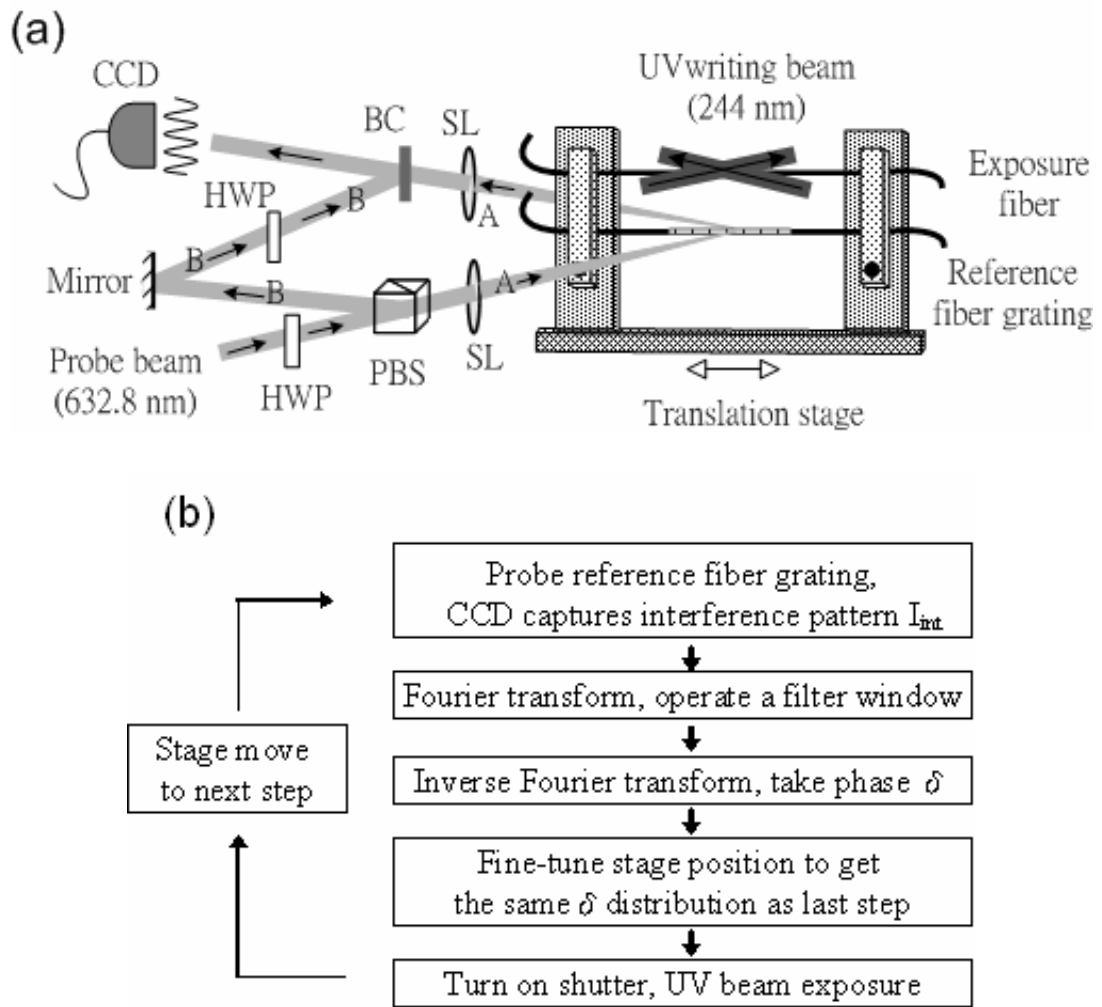 (a)
CCD
BC
SL
UVwriting beam
(244 nm)
HWP
B
A
Exposure
fiber
Mirror
B
B
A
Reference
fiber grating
Probe beam
(632.8 nm)
HWP
PBS
SL
Translation stage
(b)
Probe reference fiber grating,
CCD captures interference pattern I_int.
Fourier transform, operate a filter window
Stage move
to next step
Inverse Fourier transform, take phase δ
Fine-tune stage position to get
the same δ distribution as last step
Turn on shutter, UV beam exposure